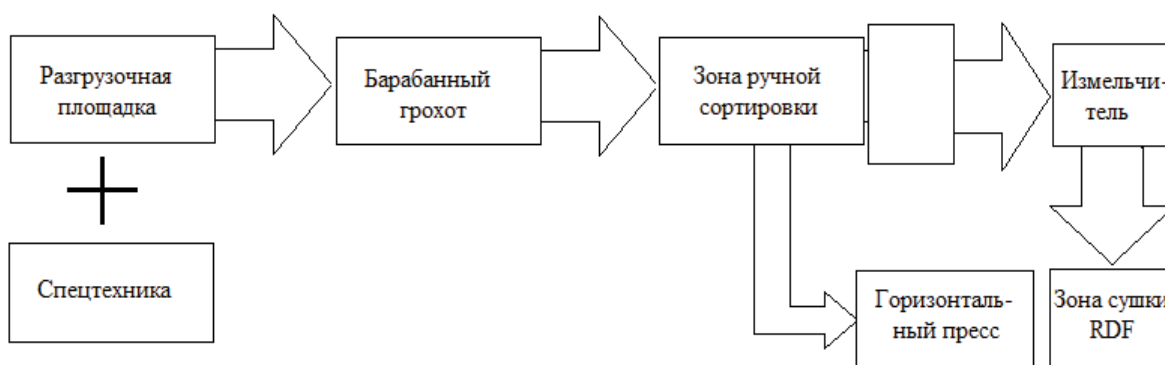 Разгрузочная
площадка
Барабанный
грохот
Зона ручной
сортировки
Измельчи-
тель
Спецтехника
Горизонталь-
ный пресс
Зона сушки
RDF